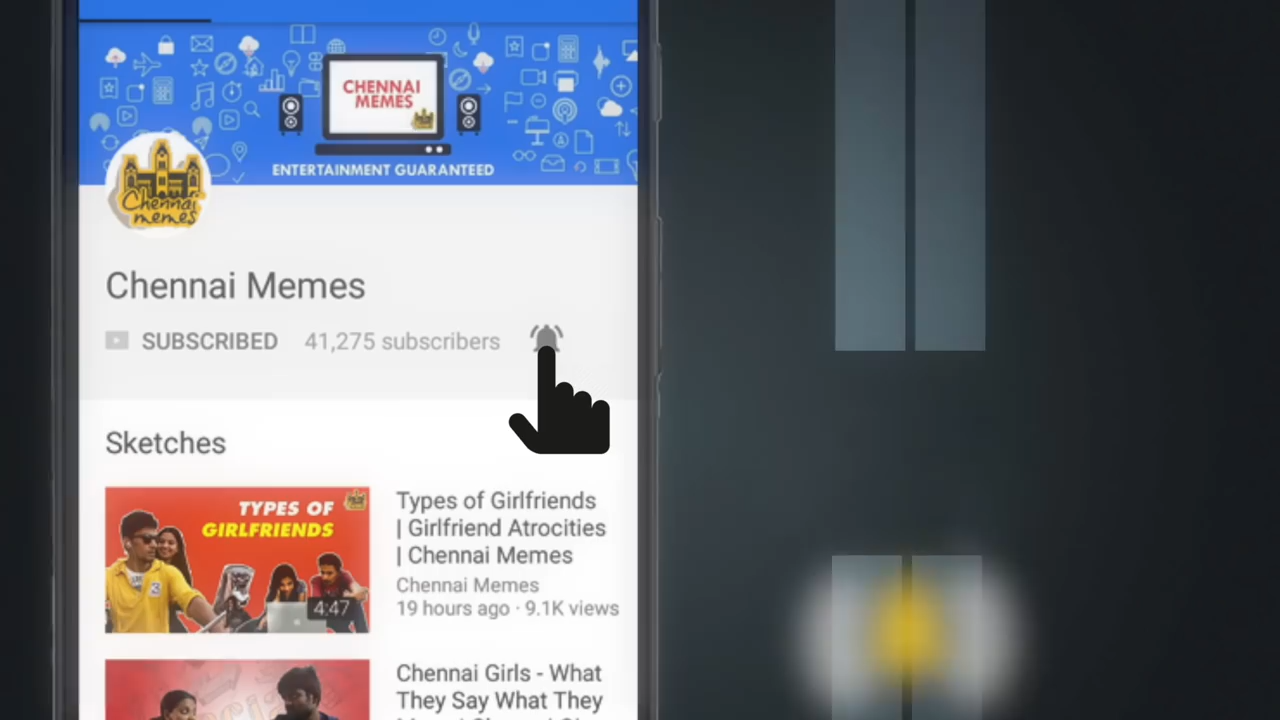 CHENNAI
MEMES
ENTERTAINMENT GUARANTEED
Chennai
memes
Chennai Memes
SUBSCRIBED 41,275 subscribers
Sketches
TYPES OF
GIRLFRIENDS
4:47
Types of Girlfriends
| Girlfriend Atrocities
| Chennai Memes
Chennai Memes
19 hours ago · 9.1K views
Chennai Girls - What
They Say What They